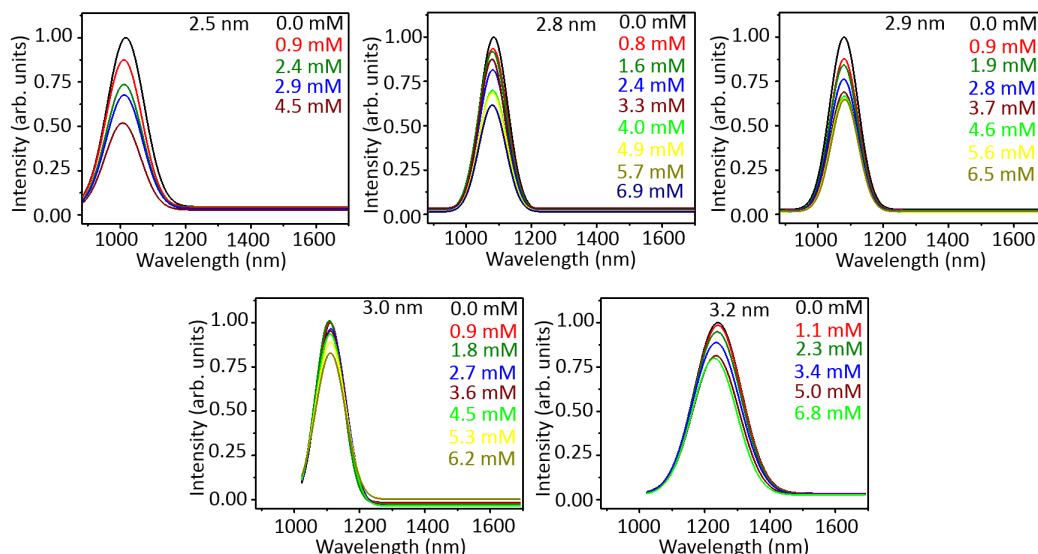 2.5 nm
0.0 mM
0.9 mM
2.4 mM
2.9 mM
4.5 mM
1.00
0.75
0.50
0.25
0.00
Intensity (arb. units)
1000 1200 1400 1600
Wavelength (nm)
2.8 nm
0.0 mM
0.8 mM
1.6 mM
2.4 mM
3.3 mM
4.0 mM
4.9 mM
5.7 mM
6.9 mM
1.00
0.75
0.50
0.25
0.00
Intensity (arb. units)
1000 1200 1400 1600
Wavelength (nm)
2.9 nm
0.0 mM
0.9 mM
1.9 mM
2.8 mM
3.7 mM
4.6 mM
5.6 mM
6.5 mM
1.00
0.75
0.50
0.25
0.00
Intensity (arb. units)
1000 1200 1400 1600
Wavelength (nm)
3.0 nm
0.0 mM
0.9 mM
1.8 mM
2.7 mM
3.6 mM
4.5 mM
5.3 mM
6.2 mM
1.00
0.75
0.50
0.25
0.00
Intensity (arb. units)
1000 1200 1400 1600
Wavelength (nm)
3.2 nm
0.0 mM
1.1 mM
2.3 mM
3.4 mM
5.0 mM
6.8 mM
1.00
0.75
0.50
0.25
0.00
Intensity (arb. units)
1000 1200 1400 1600
Wavelength (nm)